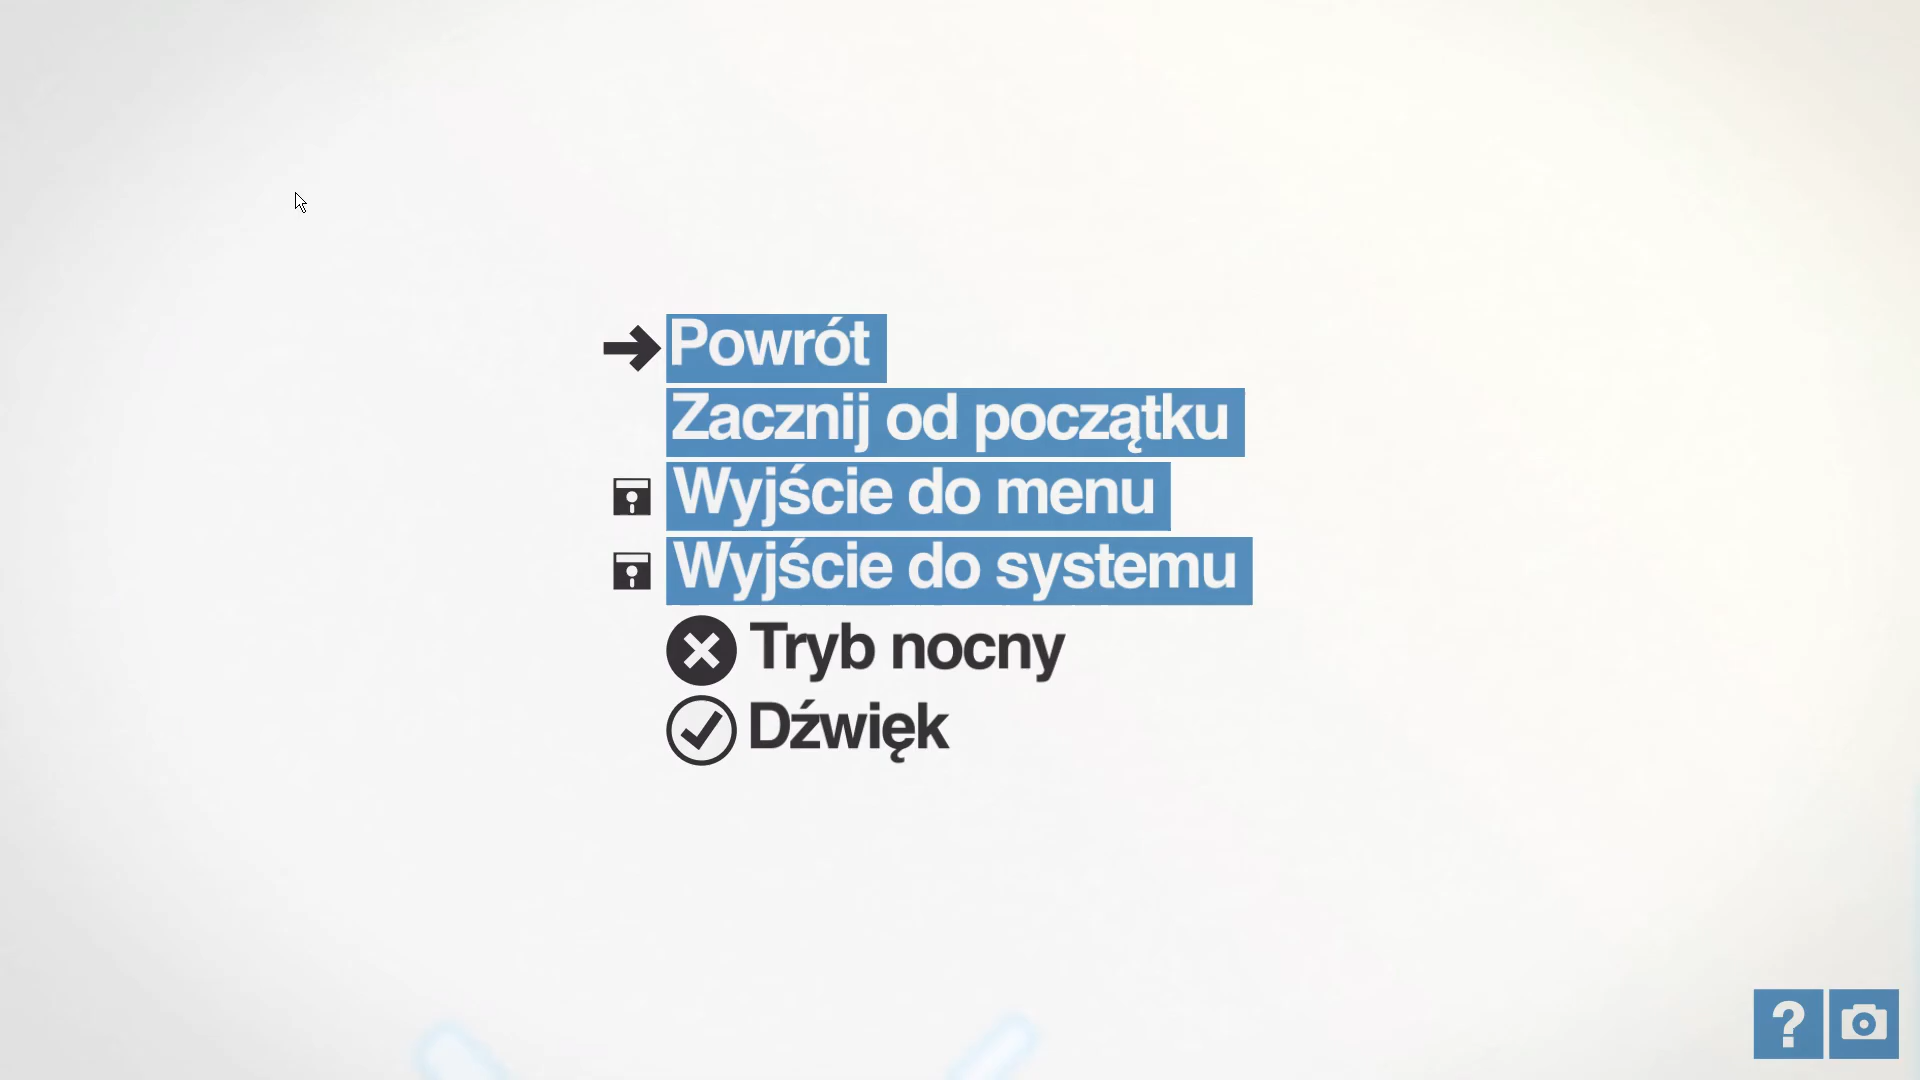 Powrót
Zacznij od początku
Wyjście do menu
Wyjście do systemu
Tryb nocny
Dźwięk
?